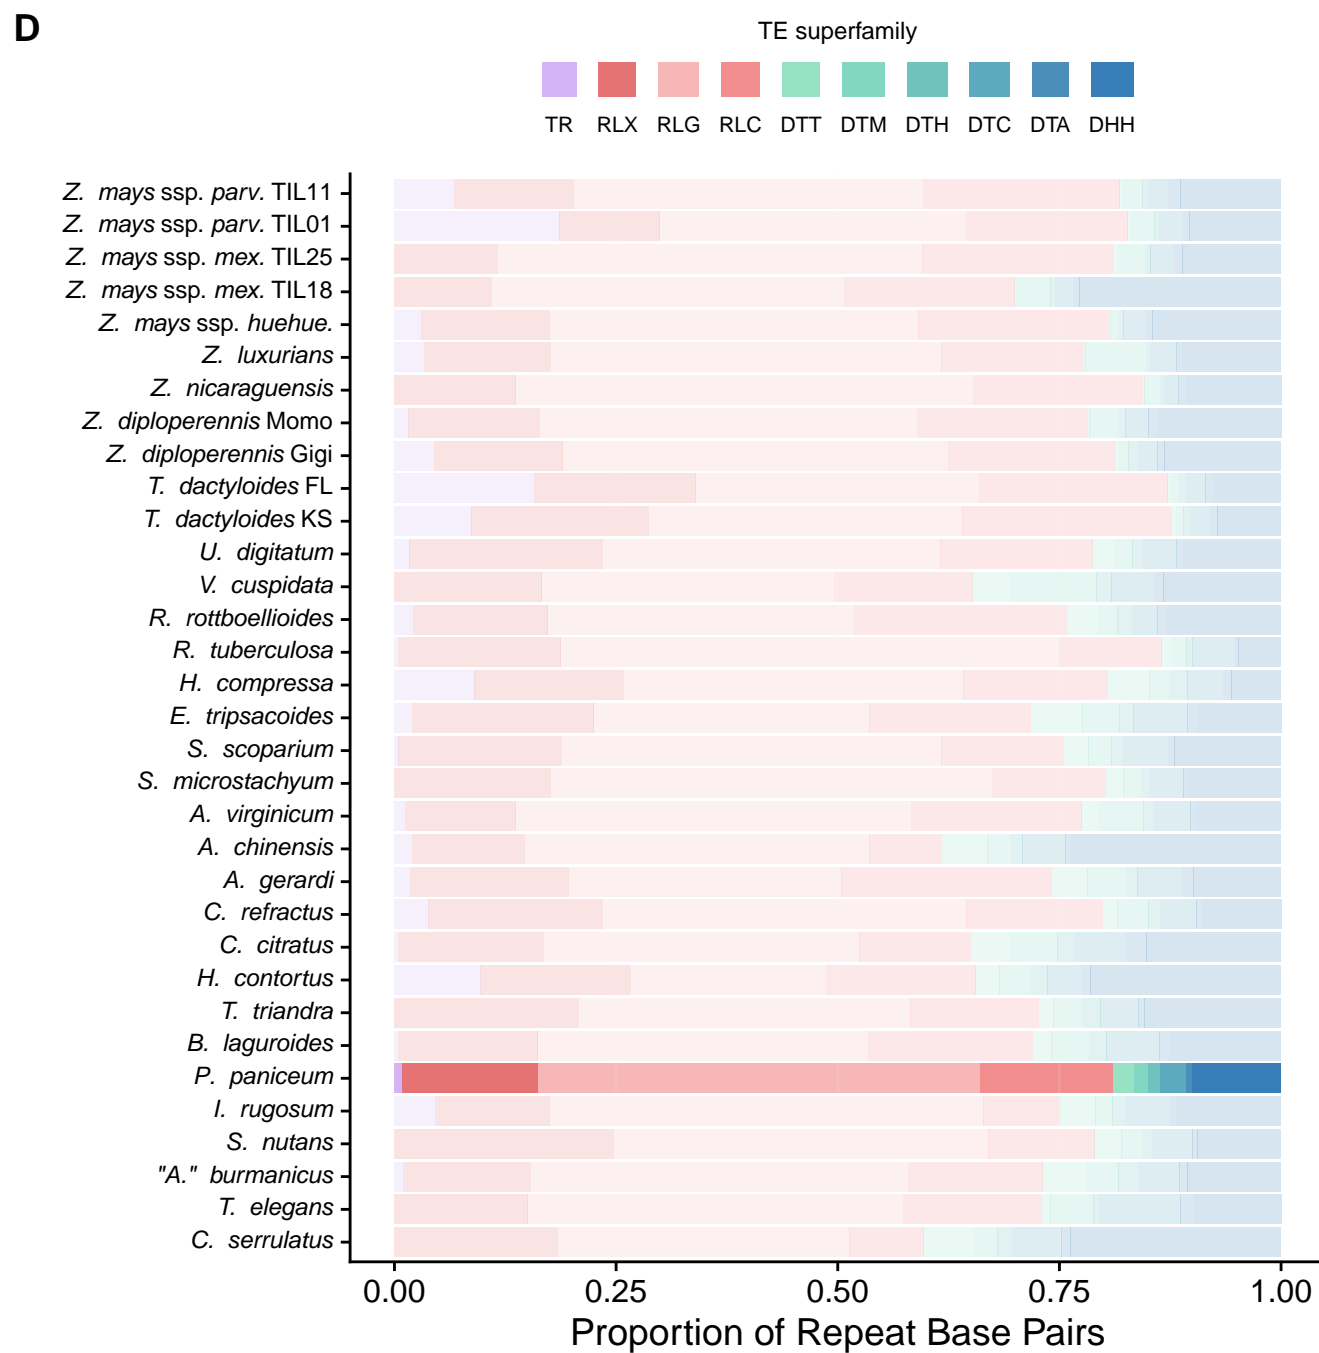 D
TE superfamily
TR RLX RLG RLC DTT DTM DTH DTC DTA DHH
Z. mays ssp. parv. TIL11
Z. mays ssp. parv. TIL01
Z. mays ssp. mex. TIL25
Z. mays ssp. mex. TIL18
Z. mays ssp. huehue.
Z. luxurians
Z. nicaraguensis
Z. diploperennis Momo
Z. diploperennis Gigi
T. dactyloides FL
T. dactyloides KS
U. digitatum
V. cuspidata
R. rottboellioides
R. tuberculosa
H. compressa
E. tripsacoides
S. scoparium
S. microstachyum
A. virginicum
A. chinensis
A. gerardi
C. refractus
C. citratus
H. contortus
T. triandra
B. laguroides
P. paniceum
I. rugosum
S. nutans
"A." burmanicus
T. elegans
C. serrulatus
0.00 0.25 0.50 0.75 1.00
Proportion of Repeat Base Pairs